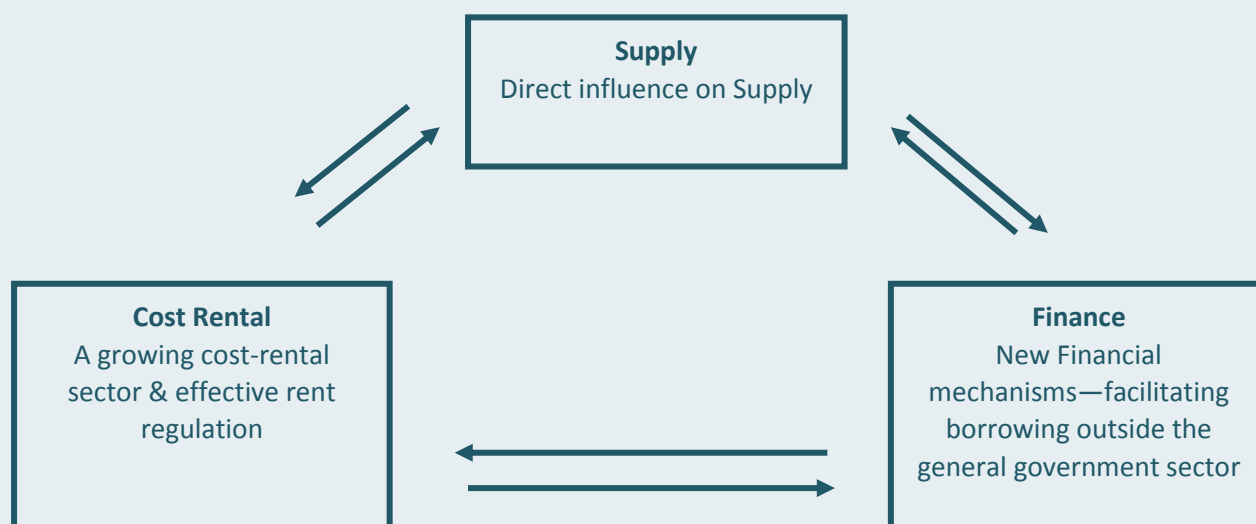 Supply
Direct influence on Supply
Cost Rental
A growing cost-rental
sector & effective rent
regulation
Finance
New Financial
mechanisms—facilitating
borrowing outside the
general government sector